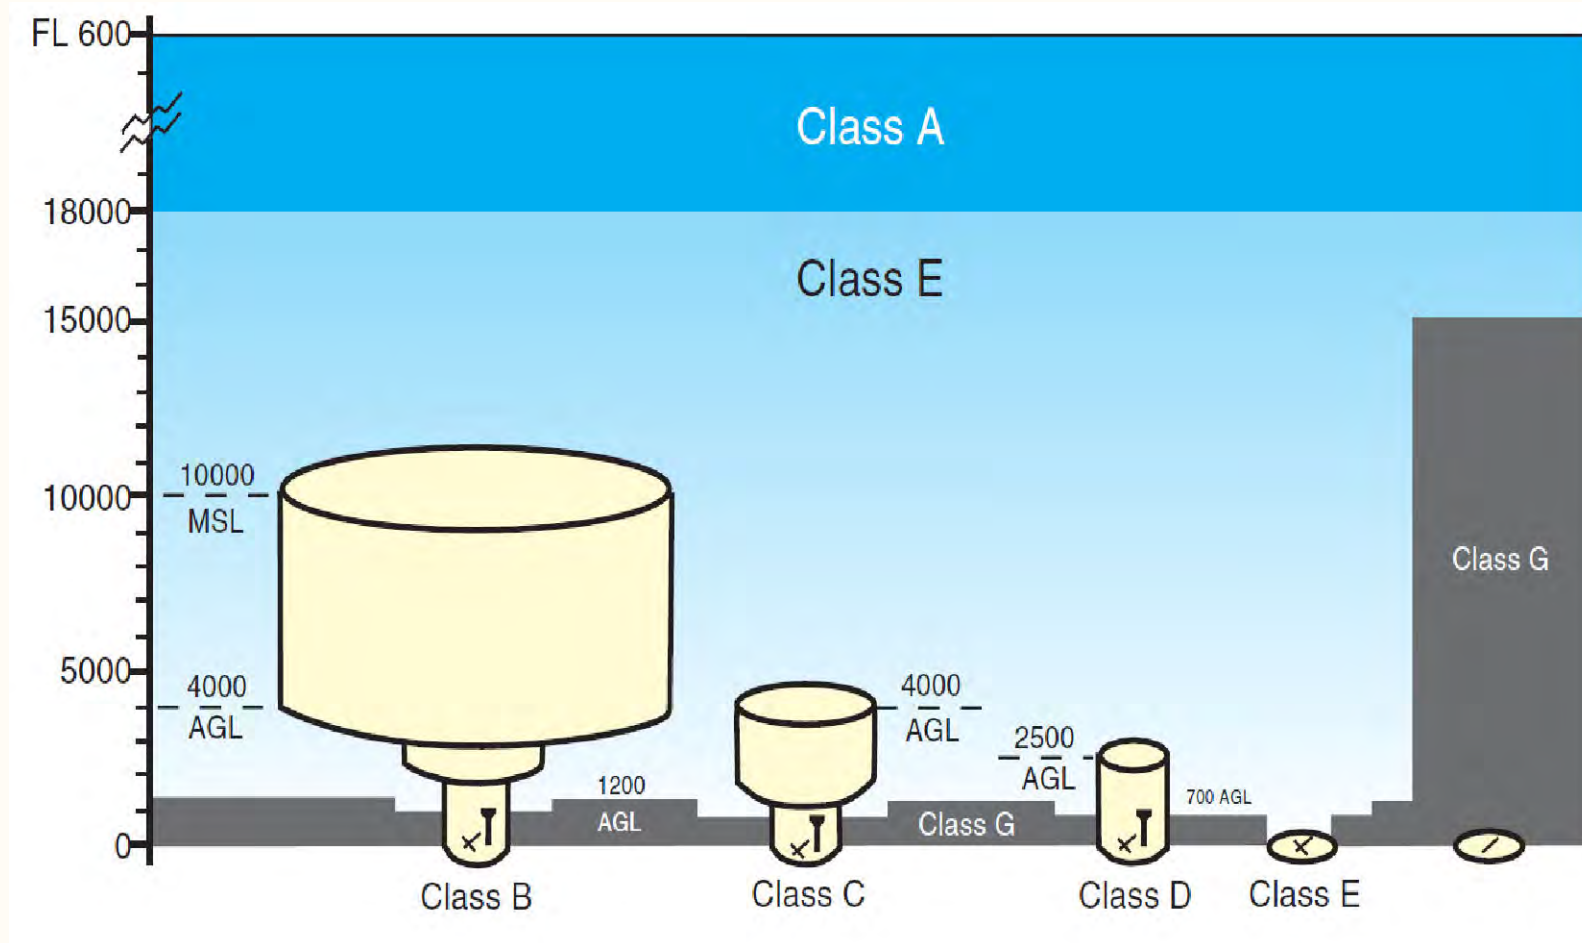 FL 600
Class A
18000
Class E
15000
10000
MSL
10000
Class G
5000
4000
AGL
4000
AGL
2500
AGL
1200
AGL
700 AGL
Class G
0
Class B
Class C
Class D
Class E